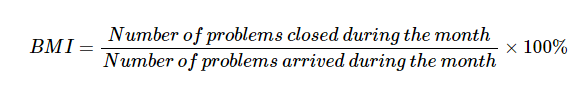 BMI = Number of problems closed during the month / Number of problems arrived during the month × 100%